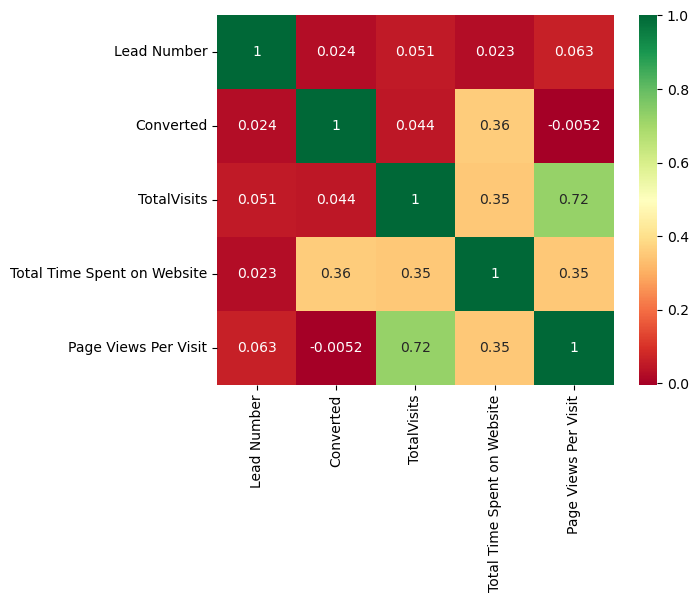 Lead Number 1 0.024 0.051 0.023 0.063
Converted 0.024 1 0.044 0.36 -0.0052
TotalVisits 0.051 0.044 1 0.35 0.72
Total Time Spent on Website 0.023 0.36 0.35 1 0.35
Page Views Per Visit 0.063 -0.0052 0.72 0.35 1
Lead Number
Converted
TotalVisits
Total Time Spent on Website
Page Views Per Visit
1.0
0.8
0.6
0.4
0.2
0.0